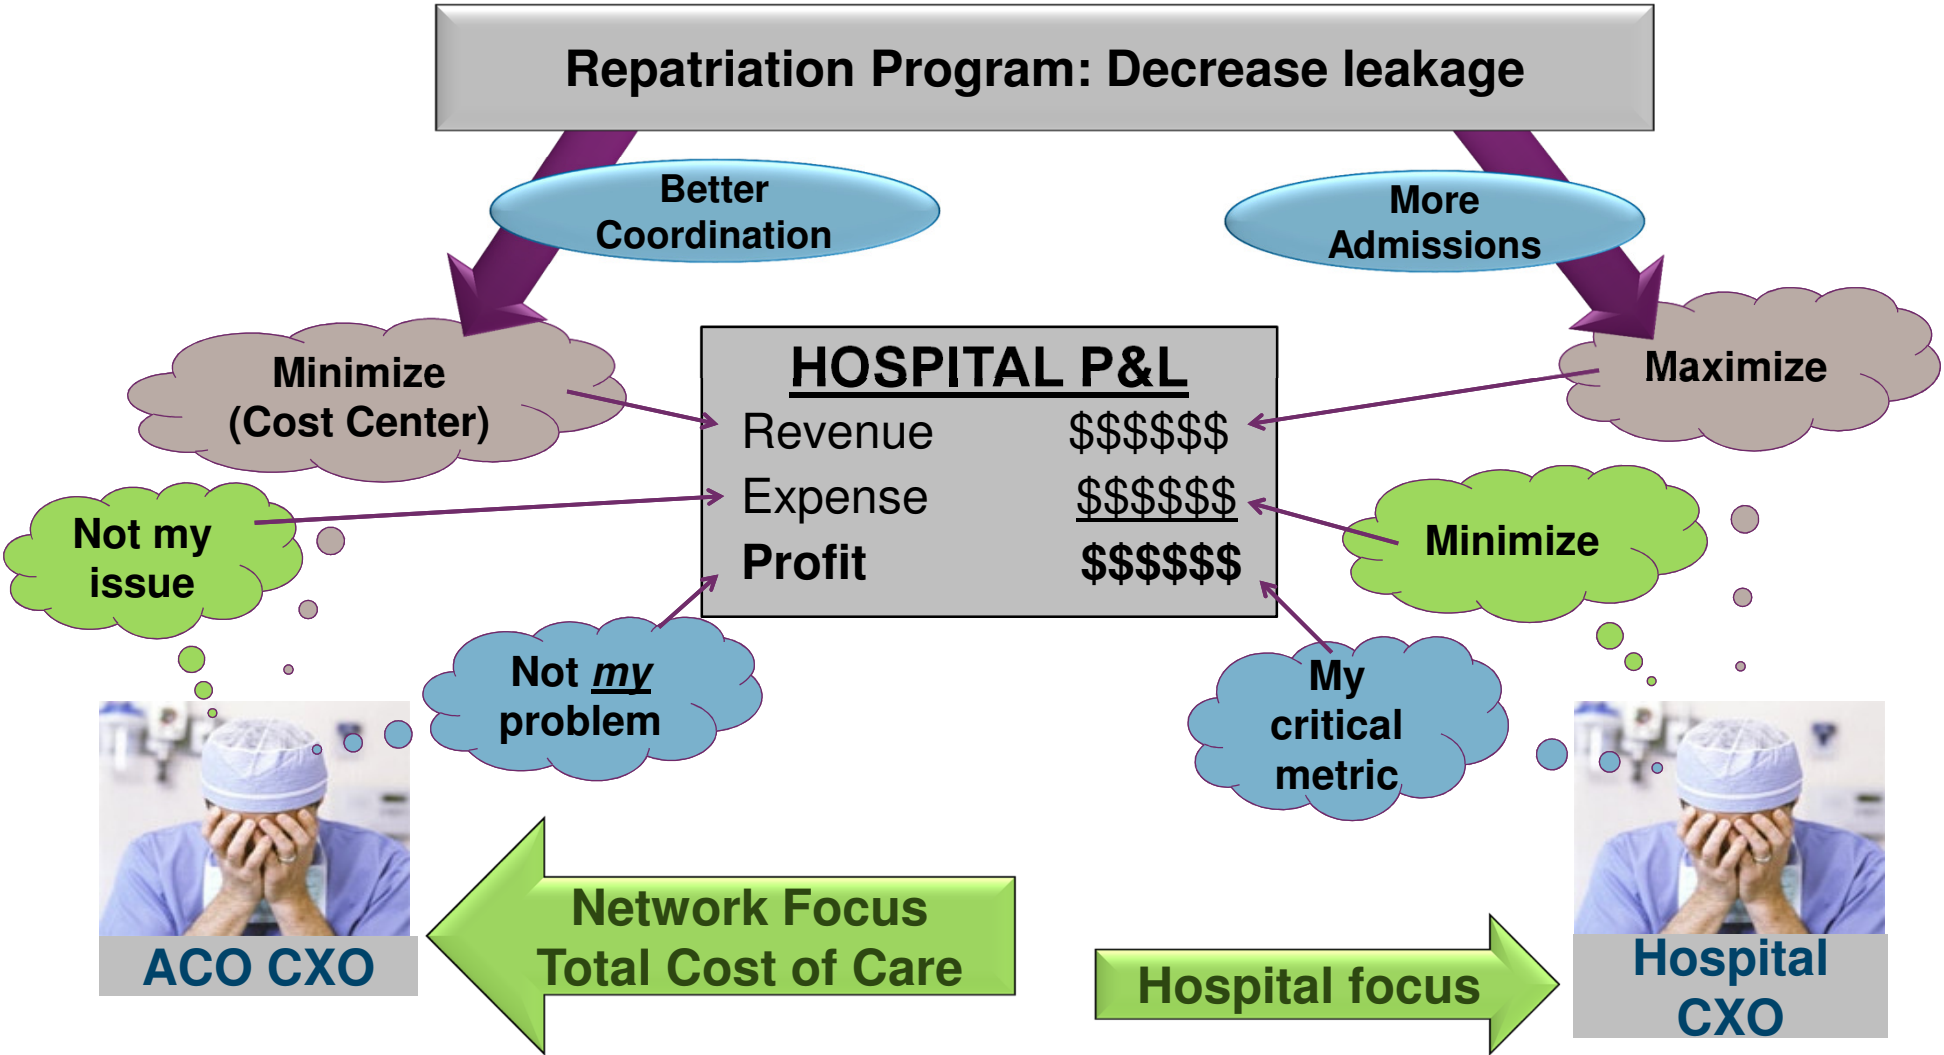 Repatriation Program: Decrease leakage
Better
Coordination
More
Admissions
Minimize
(Cost Center)
HOSPITAL P&L
Revenue $$$$$$
Expense $$$$$$
Profit $$$$$$
Maximize
Not my
issue
Minimize
Not my
problem
My
critical
metric
Network Focus
Total Cost of Care
Hospital focus
ACO CXO
Hospital
CXO